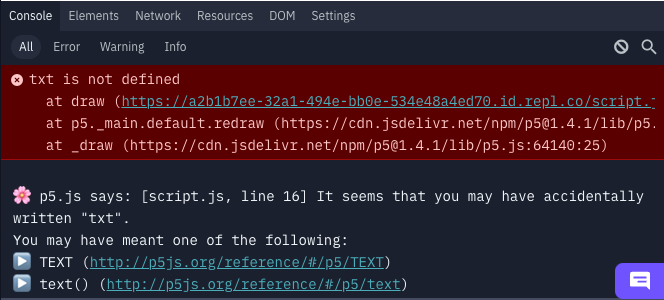 Console Elements Network Resources DOM Settings
All Error Warning Info
txt is not defined
at draw (https://a2b1b7ee-32a1-494e-bb0e-534e48a4ed70.id.repl.co/script.j
at p5._main.default.redraw (https://cdn.jsdelivr.net/npm/p5@1.4.1/lib/p5.
at _draw (https://cdn.jsdelivr.net/npm/p5@1.4.1/lib/p5.js:64140:25)
🌸 p5.js says: [script.js, line 16] It seems that you may have accidentally
written "txt".
You may have meant one of the following:
▶️ TEXT (http://p5js.org/reference/#/p5/TEXT)
▶️ text() (http://p5js.org/reference/#/p5/text)